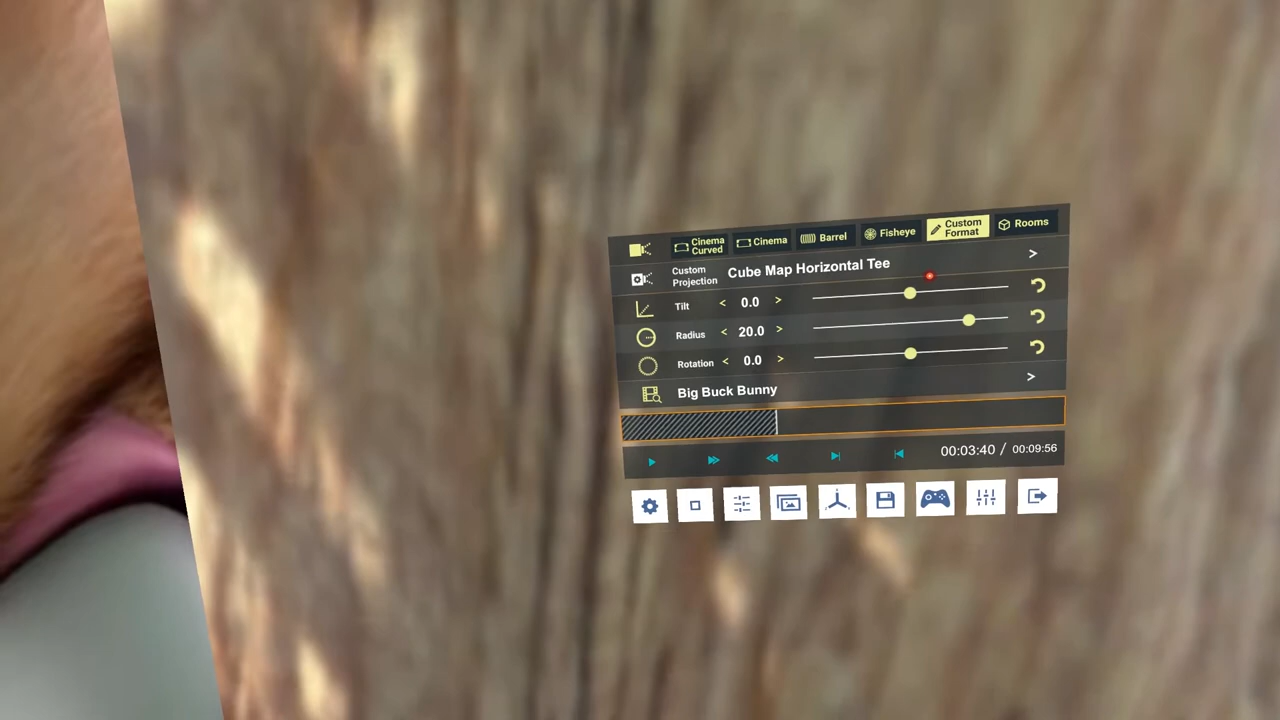 Cinema Curved
Cinema
Barrel
Fisheye
Custom Format
Rooms
Custom Projection
Cube Map Horizontal Tee
>
Tilt < 0.0 >
Radius < 20.0 >
Rotation < 0.0 >
Big Buck Bunny >
00:03:40 / 00:09:56